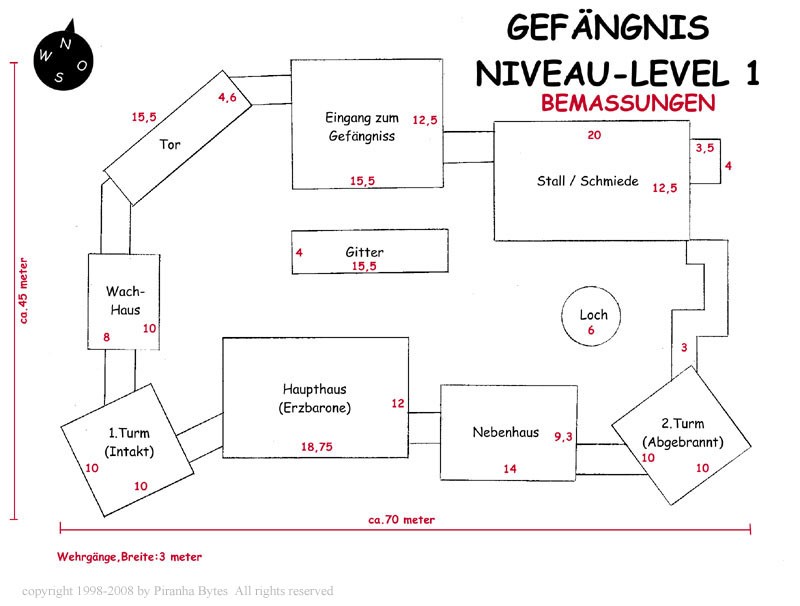 GEFÄNGNIS
NIVEAU-LEVEL 1
BEMASSUNGEN
N
W
O
S
15,5
4,6
Tor
Eingang zum
Gefängniss
12,5
15,5
20
Stall / Schmiede
12,5
3,5
4
Gitter
4
15,5
Wach-
Haus
10
8
ca.45 meter
Loch
6
3
Haupthaus
(Erzbarone)
12
18,75
1.Turm
(Intakt)
10
10
Nebenhaus
9,3
14
2.Turm
(Abgebrannt)
10
10
ca.70 meter
Wehrgänge,Breite:3 meter
copyright 1998-2008 by Piranha Bytes All rights reserved